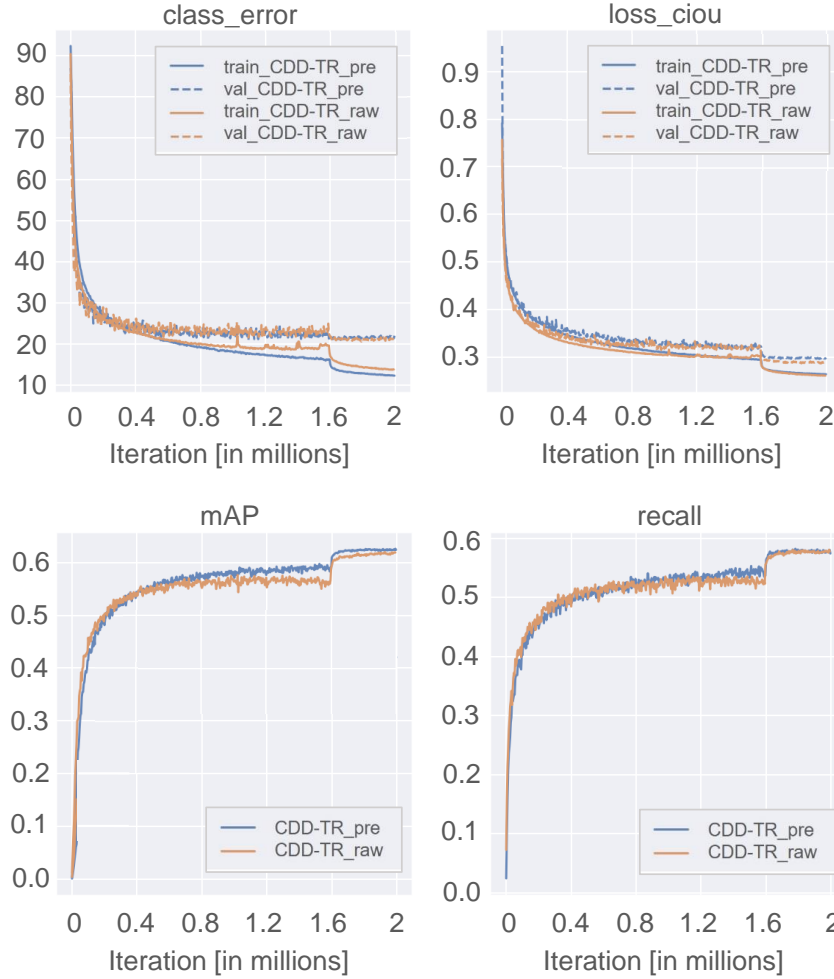 class_error
90
80
70
60
50
40
30
20
10
train_CDD-TR_pre
val_CDD-TR_pre
train_CDD-TR_raw
val_CDD-TR_raw
0 0.4 0.8 1.2 1.6 2
Iteration [in millions]
loss_ciou
0.9
0.8
0.7
0.6
0.5
0.4
0.3
train_CDD-TR_pre
val_CDD-TR_pre
train_CDD-TR_raw
val_CDD-TR_raw
0 0.4 0.8 1.2 1.6 2
Iteration [in millions]
mAP
0.6
0.5
0.4
0.3
0.2
0.1
0.0
CDD-TR_pre
CDD-TR_raw
0 0.4 0.8 1.2 1.6 2
Iteration [in millions]
recall
0.6
0.5
0.4
0.3
0.2
0.1
0.0
CDD-TR_pre
CDD-TR_raw
0 0.4 0.8 1.2 1.6 2
Iteration [in millions]